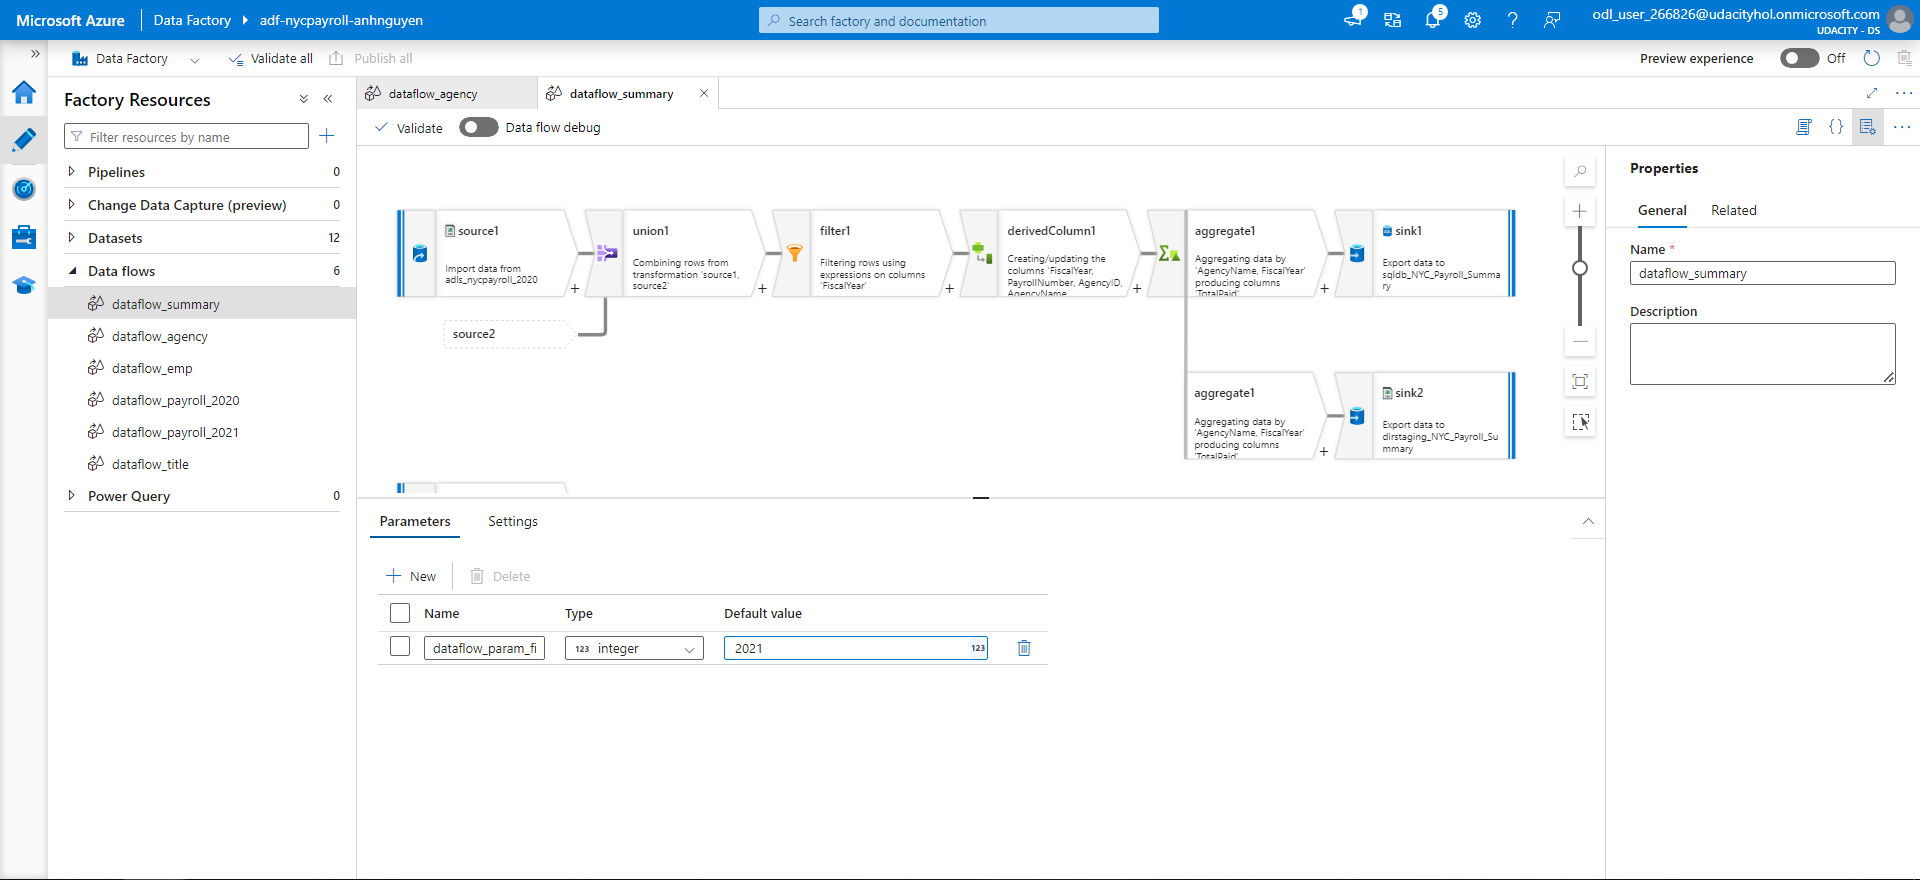 Microsoft Azure
Data Factory
adf-nycpayroll-anhnguyen
Search factory and documentation
1
5
odl_user_266826@udacityhol.onmicrosoft.com
UDACITY - DS
Data Factory
Validate all
Publish all
Preview experience
Off
Factory Resources
Filter resources by name
Pipelines 0
Change Data Capture (preview) 0
Datasets 12
Data flows 6
dataflow_summary
dataflow_agency
dataflow_emp
dataflow_payroll_2020
dataflow_payroll_2021
dataflow_title
Power Query 0
dataflow_agency
dataflow_summary
Validate
Data flow debug
source1
Import data from
adls_nycpayroll_2020
union1
Combining rows from
transformation 'source1,
source2'
filter1
Filtering rows using
expressions on columns
'FiscalYear'
derivedColumn1
Creating/updating the
columns 'FiscalYear,
PayrollNumber, AgencyID,
AgencyName
aggregate1
Aggregating data by
'AgencyName, FiscalYear'
producing columns
'TotalPaid'
sink1
Export data to
sqldb_NYC_Payroll_Summa
ry
source2
aggregate1
Aggregating data by
'AgencyName, FiscalYear'
producing columns
'TotalPaid'
sink2
Export data to
dirstaging_NYC_Payroll_Su
mmary
Parameters
Settings
New
Delete
Name Type Default value
dataflow_param_fi 123 integer 2021 123
Properties
General
Related
Name *
dataflow_summary
Description